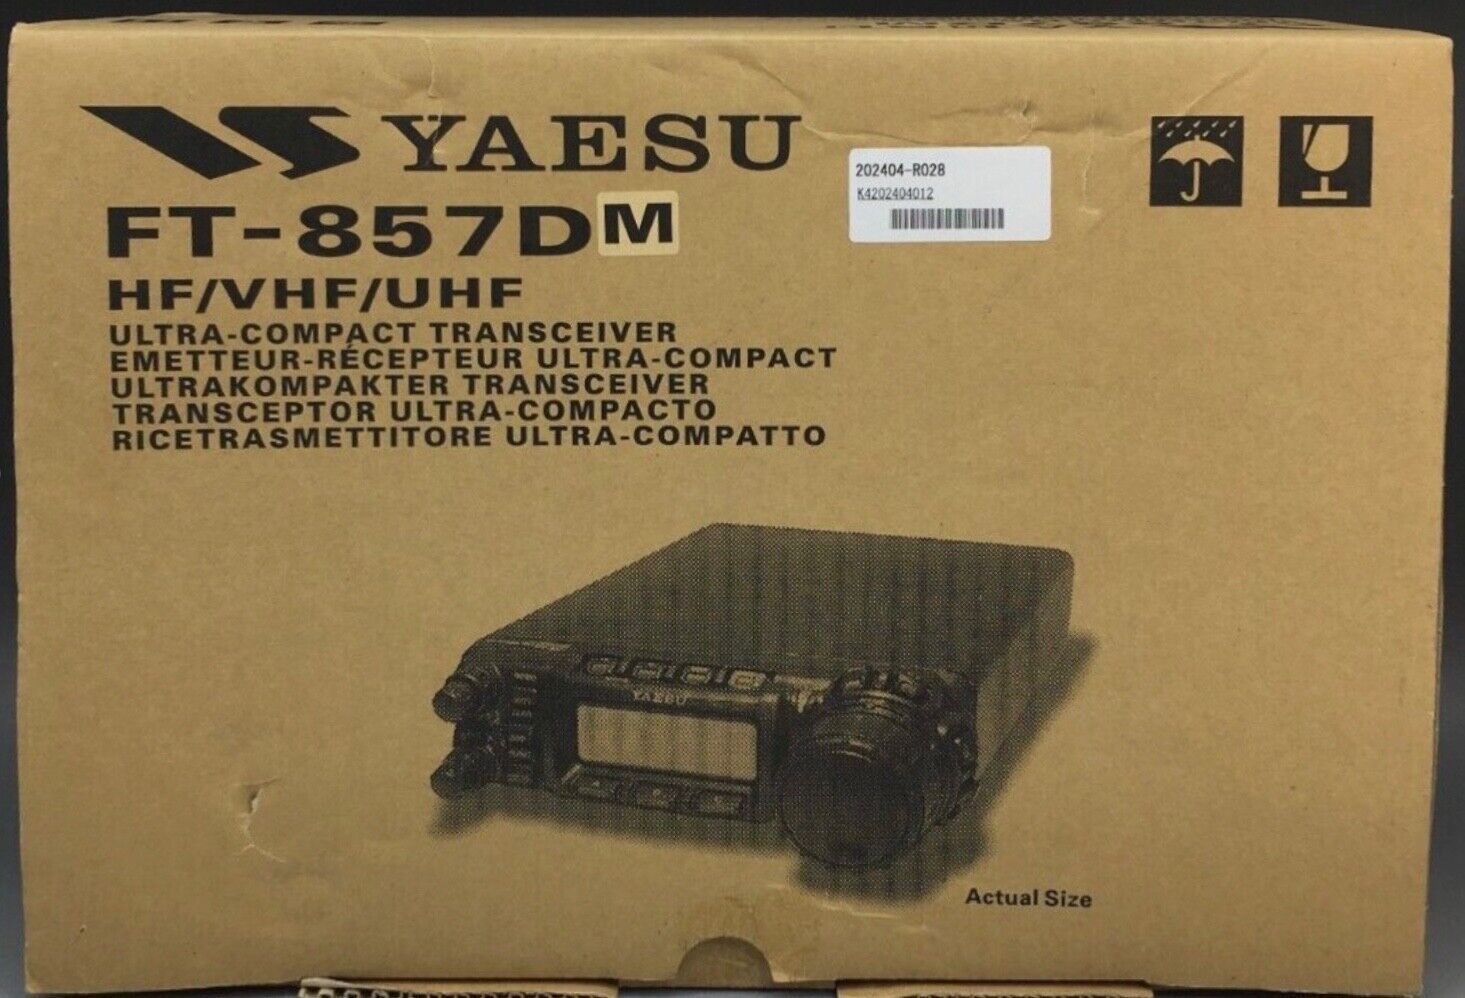 YAESU
FT-857DM
202404-R028
K4202404012
HF/VHF/UHF
ULTRA-COMPACT TRANSCEIVER
EMETTEUR-RÉCEPTEUR ULTRA-COMPACT
ULTRAKOMPAKTER TRANSCEIVER
TRANSCEPTOR ULTRA-COMPACTO
RICETRASMETTITORE ULTRA-COMPATTO
YAESU
Actual Size